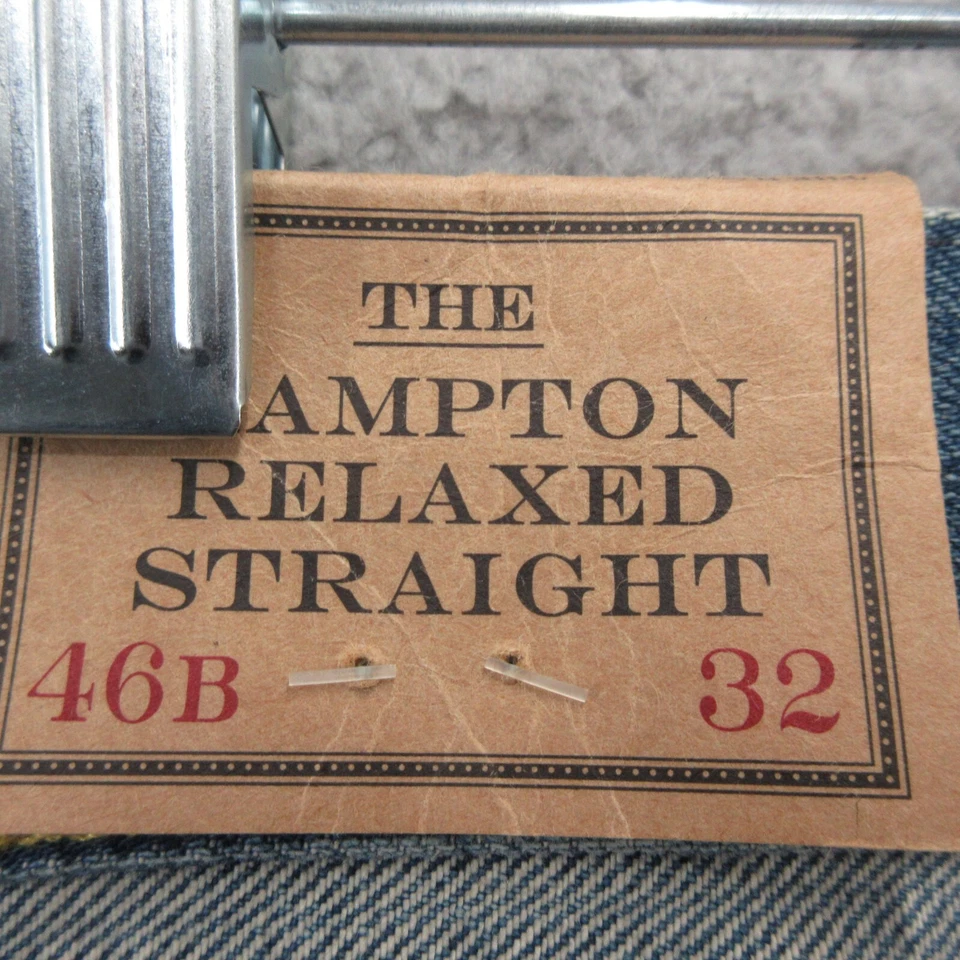 THE
AMPTON
RELAXED
STRAIGHT
46B 32